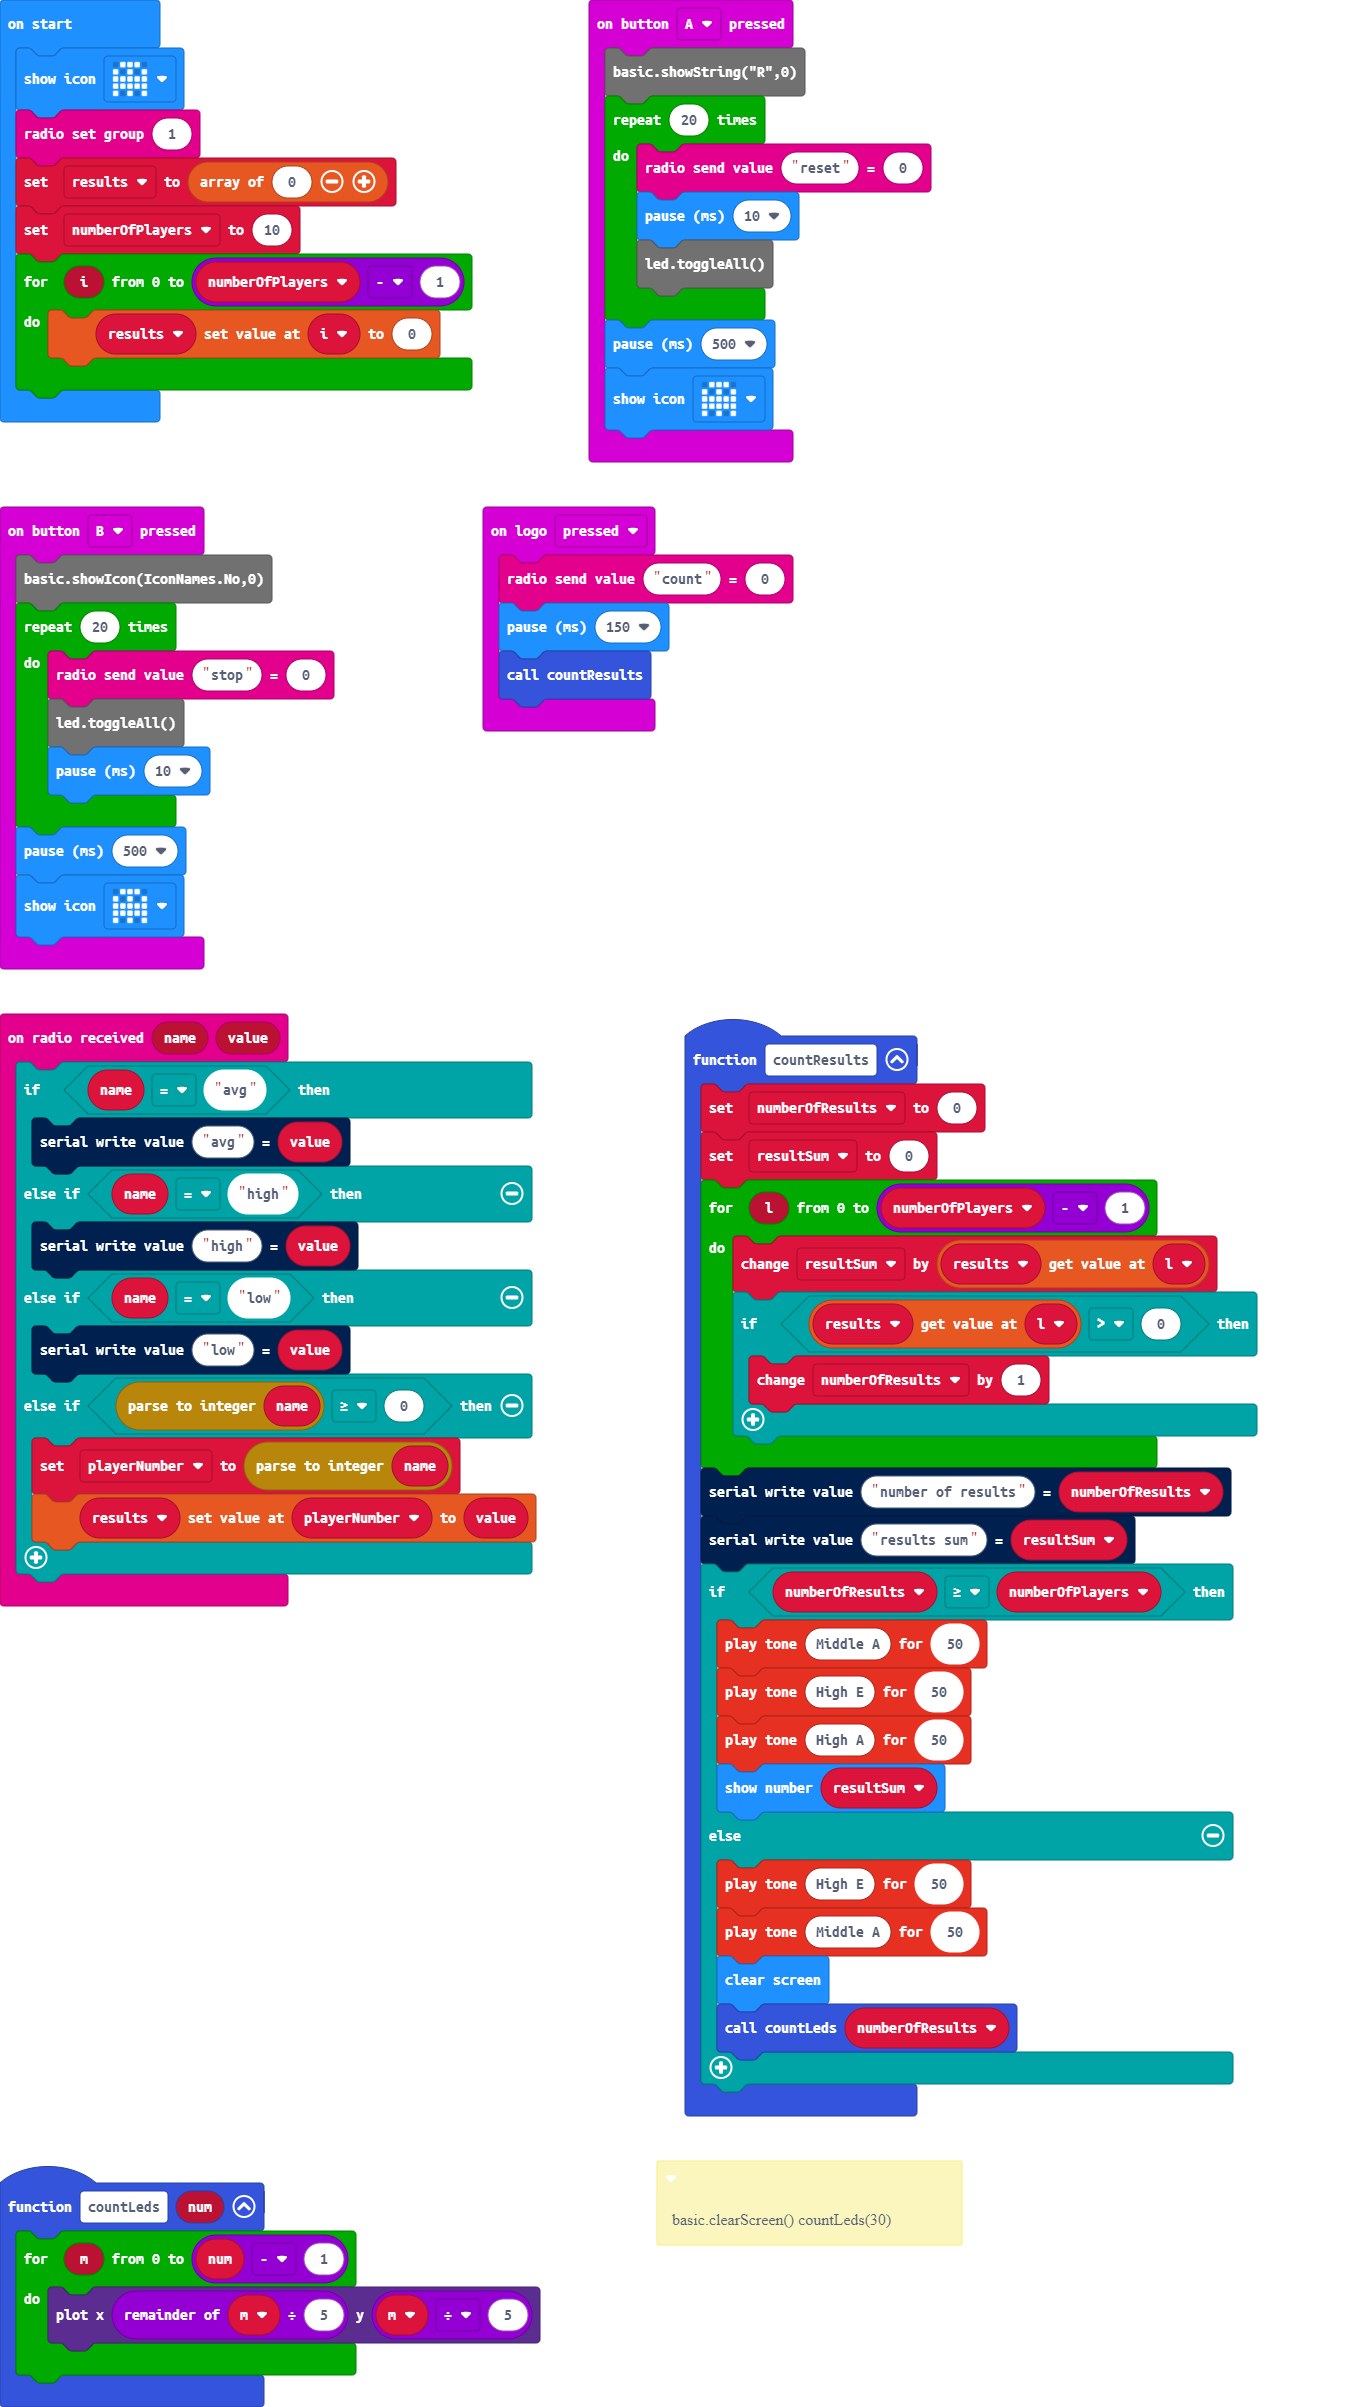 on start
show icon
radio set group 1
set results to array of 0
set numberOfPlayers to 10
for i from 0 to numberOfPlayers - 1
do results set value at i to 0
on button A pressed
basic.showString("R",0)
repeat 20 times
do radio send value "reset" = 0
pause (ms) 10
led.toggleAll()
pause (ms) 500
show icon
on button B pressed
basic.showIcon(IconNames.No,0)
repeat 20 times
do radio send value "stop" = 0
led.toggleAll()
pause (ms) 10
pause (ms) 500
show icon
on logo pressed
radio send value "count" = 0
pause (ms) 150
call countResults
on radio received name value
if name = "avg" then
serial write value "avg" = value
else if name = "high" then
serial write value "high" = value
else if name = "low" then
serial write value "low" = value
else if parse to integer name ≥ 0 then
set playerNumber to parse to integer name
results set value at playerNumber to value
function countResults
set numberOfResults to 0
set resultSum to 0
for l from 0 to numberOfPlayers - 1
do change resultSum by results get value at l
if results get value at l > 0 then
change numberOfResults by 1
serial write value "number of results" = numberOfResults
serial write value "results sum" = resultSum
if numberOfResults ≥ numberOfPlayers then
play tone Middle A for 50
play tone High E for 50
play tone High A for 50
show number resultSum
else
play tone High E for 50
play tone Middle A for 50
clear screen
call countLeds numberOfResults
function countLeds num
for m from 0 to num - 1
do plot x remainder of m ÷ 5 y m ÷ 5
basic.clearScreen() countLeds(30)